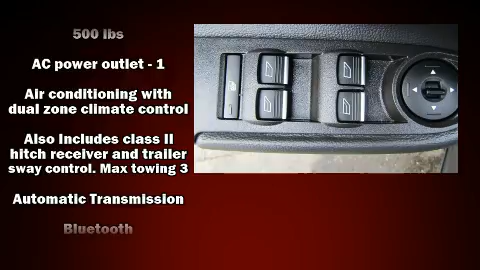 500 lbs
AC power outlet - 1
Air conditioning with
dual zone climate control
Also Includes class II
hitch receiver and trailer
sway control. Max towing 3
Automatic Transmission
Bluetooth